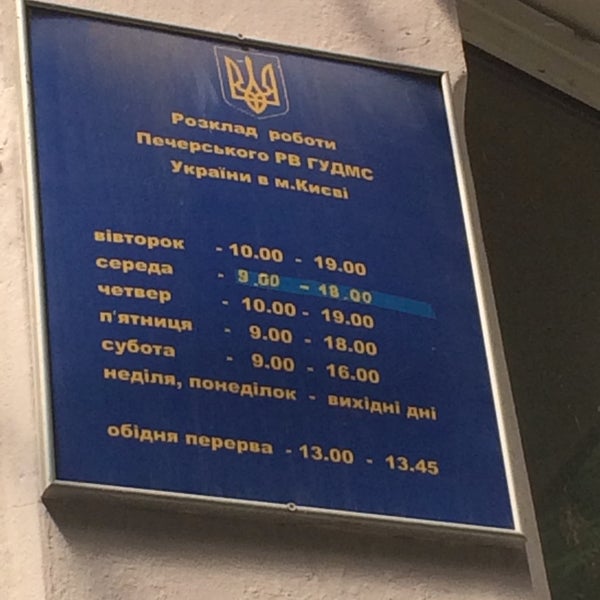 Розклад роботи
Печерського РВ ГУДМС
України в м.Києві
вівторок - 10.00 - 19.00
середа - 9.00 - 18.00
четвер - 10.00 - 19.00
п'ятниця - 9.00 - 18.00
субота - 9.00 - 16.00
неділя, понеділок - вихідні дні
обідня перерва - 13.00 - 13.45